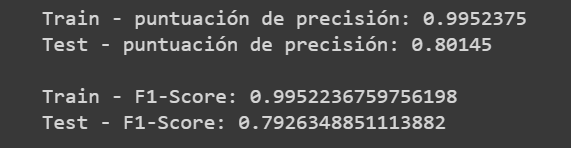 Train - puntuación de precisión: 0.9952375
Test - puntuación de precisión: 0.80145
Train - F1-Score: 0.9952236759756198
Test - F1-Score: 0.7926348851113882